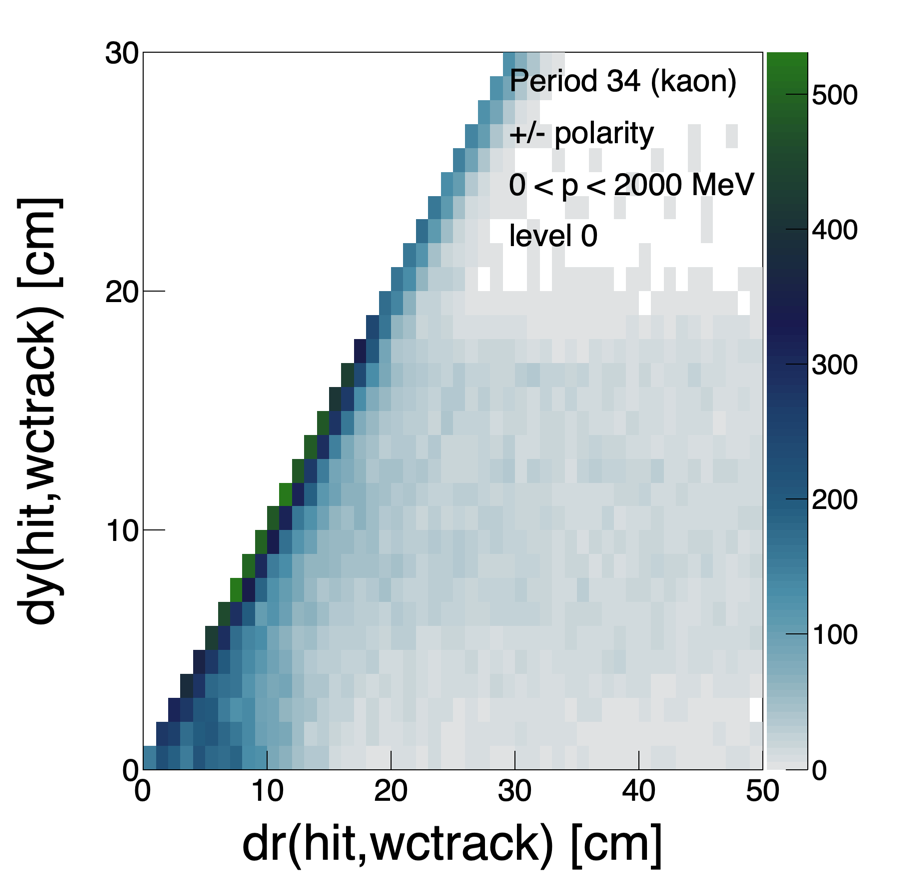 30
Period 34 (kaon)
500
+/- polarity
0 < p < 2000 MeV
400
level 0
20
300
200
10
100
0
0
0
10
20
30
40
50
dy(hit,wctrack) [cm]
dr(hit,wctrack) [cm]